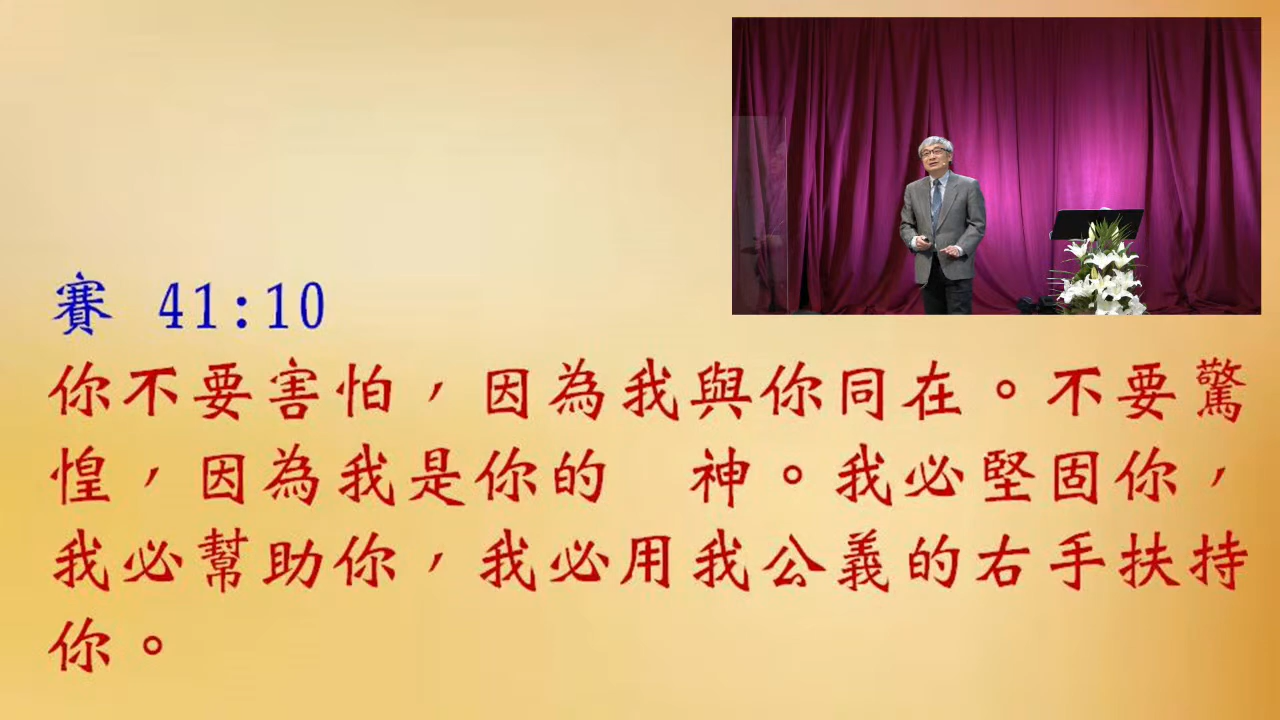 賽 41:10
你不要害怕，因為我與你同在。不要驚
惶，因為我是你的　神。我必堅固你，
我必幫助你，我必用我公義的右手扶持
你。